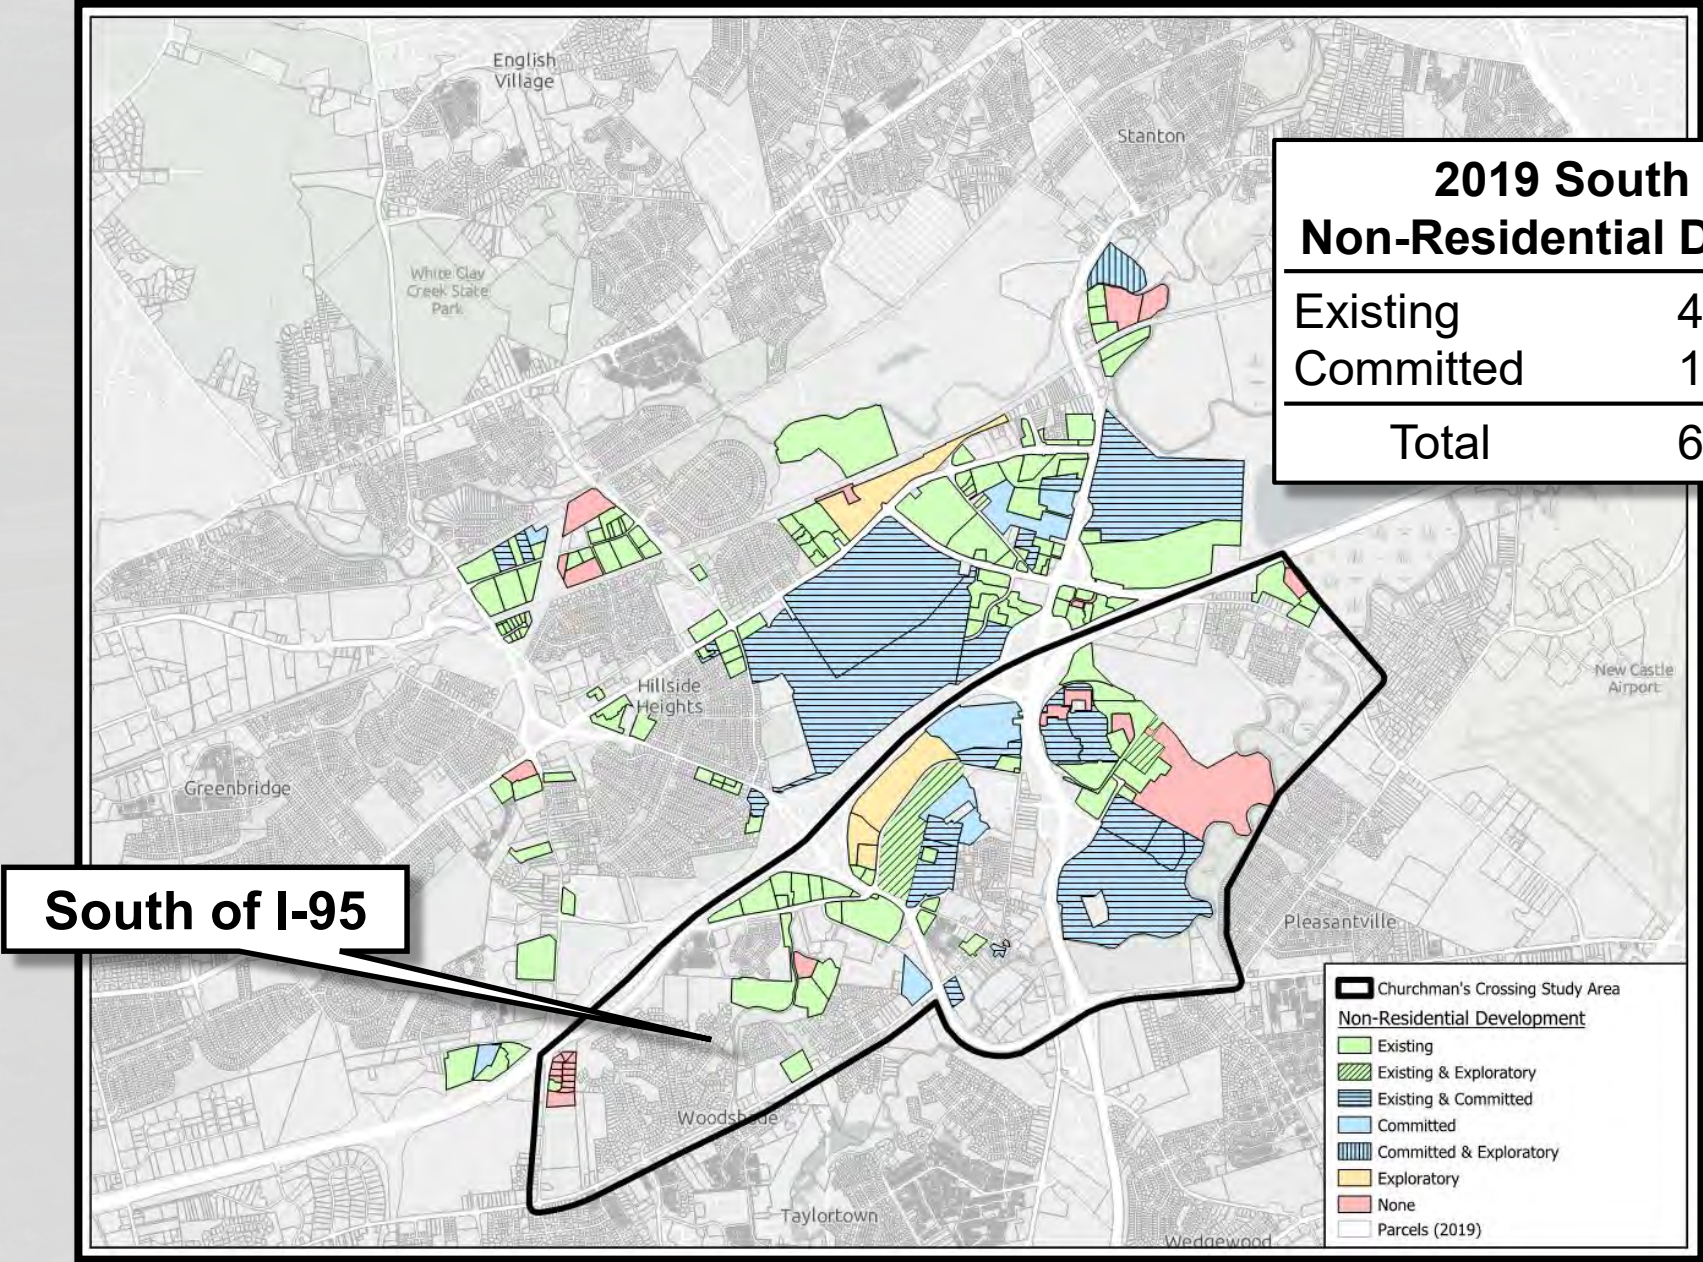 English
Village
Stanton
2019 South
Non-Residential D
Existing 4
Committed 1
Total 6
White Clay
Creek State
Park
New Castle
Airport
Hillside
Heights
Greenbridge
South of I-95
Pleasantville
Woodshade
Taylortown
Wedgewood
Churchman's Crossing Study Area
Non-Residential Development
Existing
Existing & Exploratory
Existing & Committed
Committed
Committed & Exploratory
Exploratory
None
Parcels (2019)